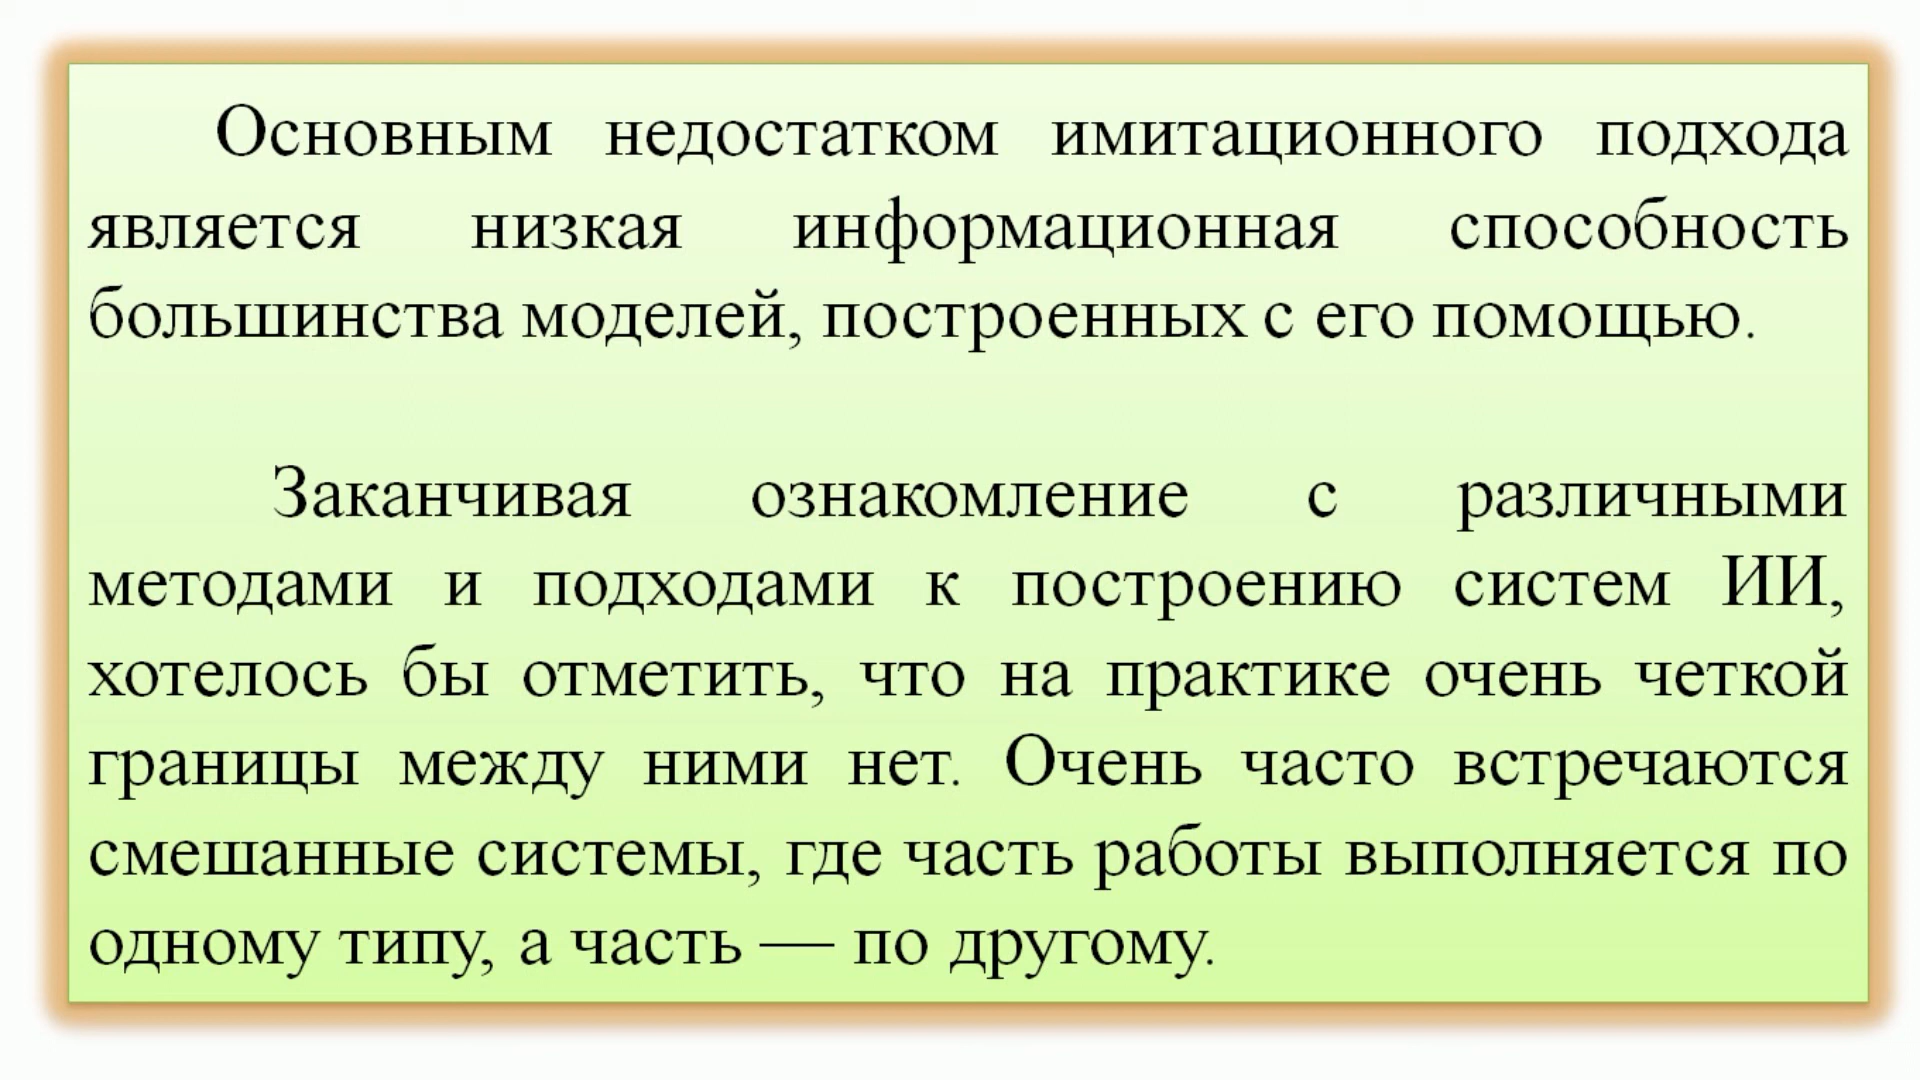 Основным недостатком имитационного подхода
является низкая информационная способность
большинства моделей, построенных с его помощью.
Заканчивая ознакомление с различными
методами и подходами к построению систем ИИ,
хотелось бы отметить, что на практике очень четкой
границы между ними нет. Очень часто встречаются
смешанные системы, где часть работы выполняется по
одному типу, а часть — по другому.